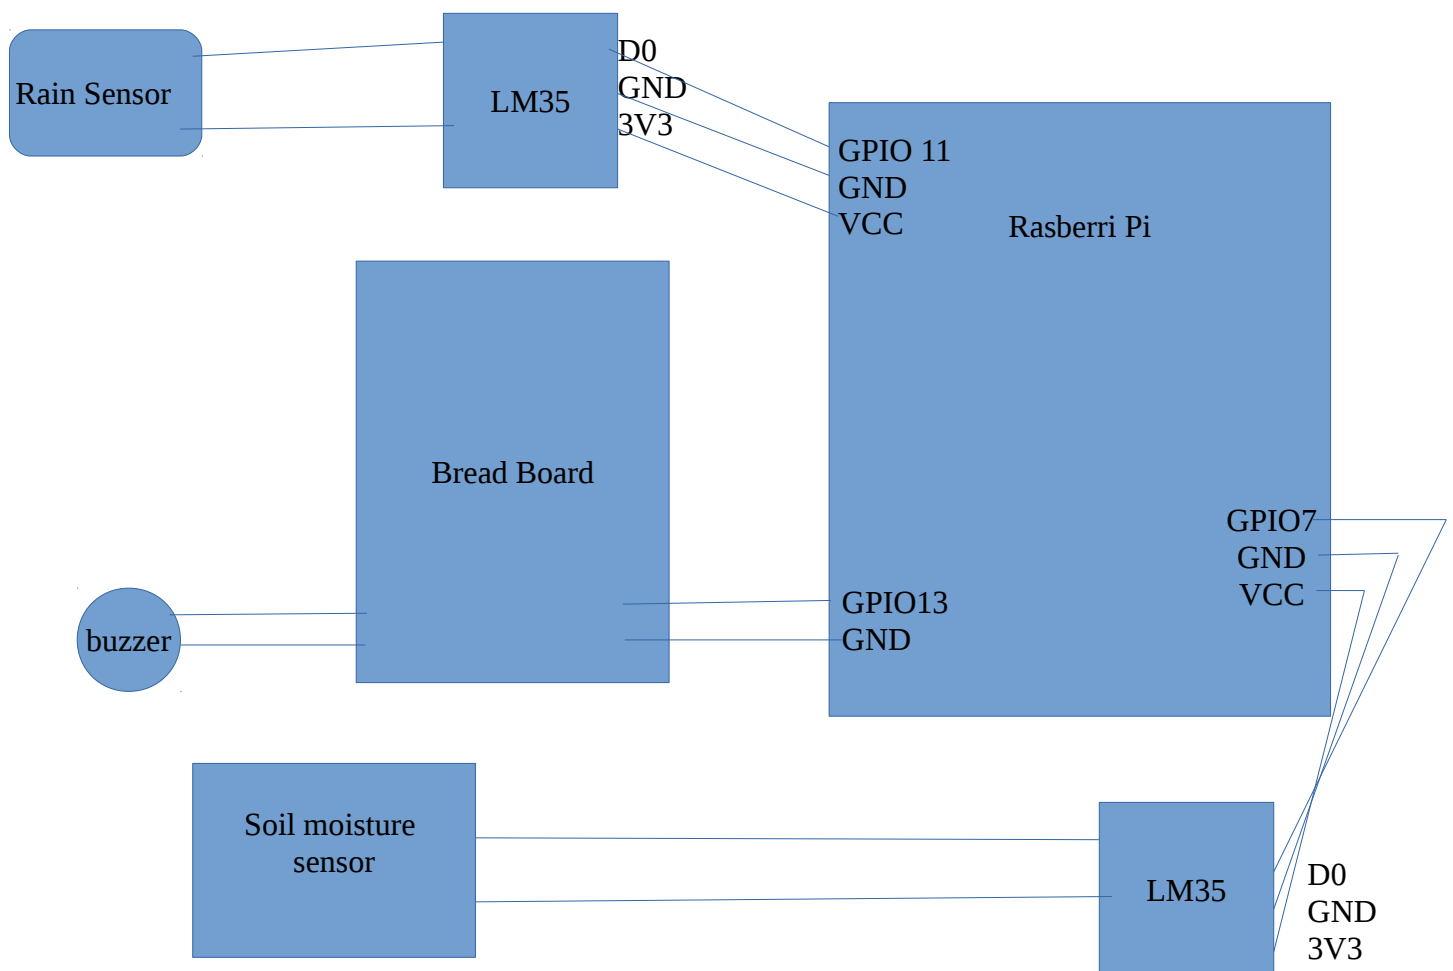 Rain Sensor
LM35
D0
GND
3V3
GPIO 11
GND
VCC
Rasberri Pi
Bread Board
buzzer
GPIO13
GND
GPIO7
GND
VCC
Soil moisture
sensor
LM35
D0
GND
3V3